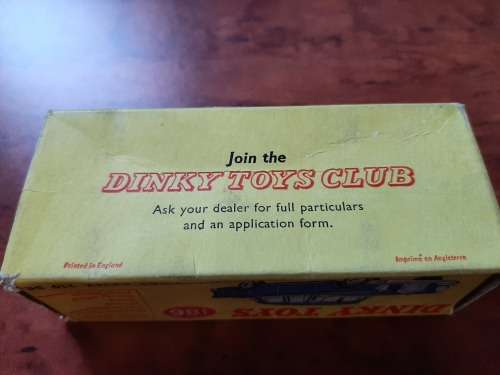 Join the
DINKY TOYS CLUB
Ask your dealer for full particulars
and an application form.
Printed in England
Imprimé en Angleterre
DINKY TOYS